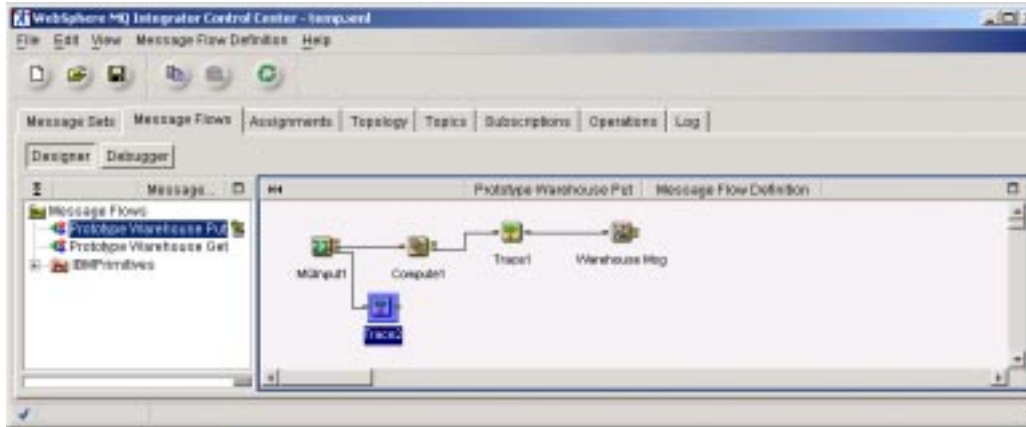 WebSphere MQ Integrator Control Center - temp.xml
File Edit View Message Flow Definition Help
Message Sets Message Flows Assignments Topology Topics Subscriptions Operations Log
Designer Debugger
Message... Prototype Warehouse Put Message Flow Definition
Message Flows
Prototype Warehouse Put
Prototype Warehouse Get
IBMPrimitives
MQInput1 Compute1 Trace1 Warehouse Msg
Trace2